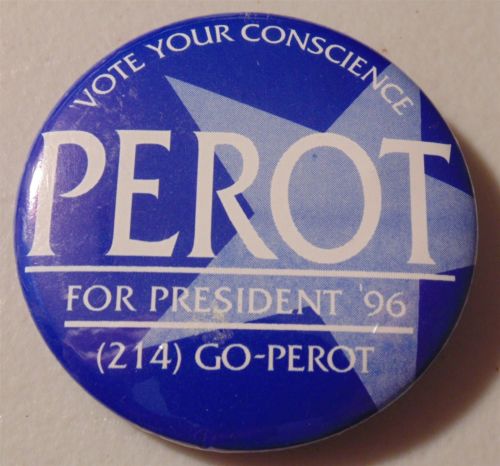 VOTE YOUR CONSCIENCE
PEROT
FOR PRESIDENT '96
(214) GO-PEROT